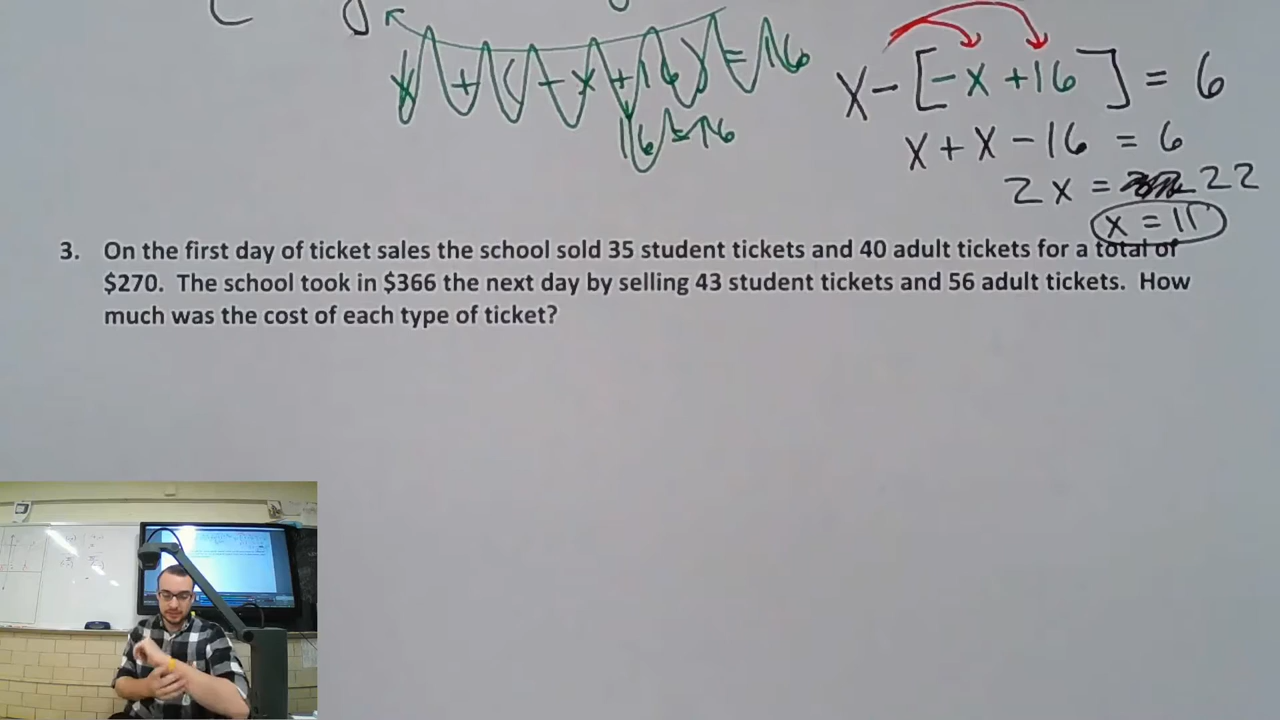 x + (-x + 16) = 16
16 = 16
x - [-x + 16] = 6
x + x - 16 = 6
2x = 22
x = 11
3. On the first day of ticket sales the school sold 35 student tickets and 40 adult tickets for a total of
$270. The school took in $366 the next day by selling 43 student tickets and 56 adult tickets. How
much was the cost of each type of ticket?